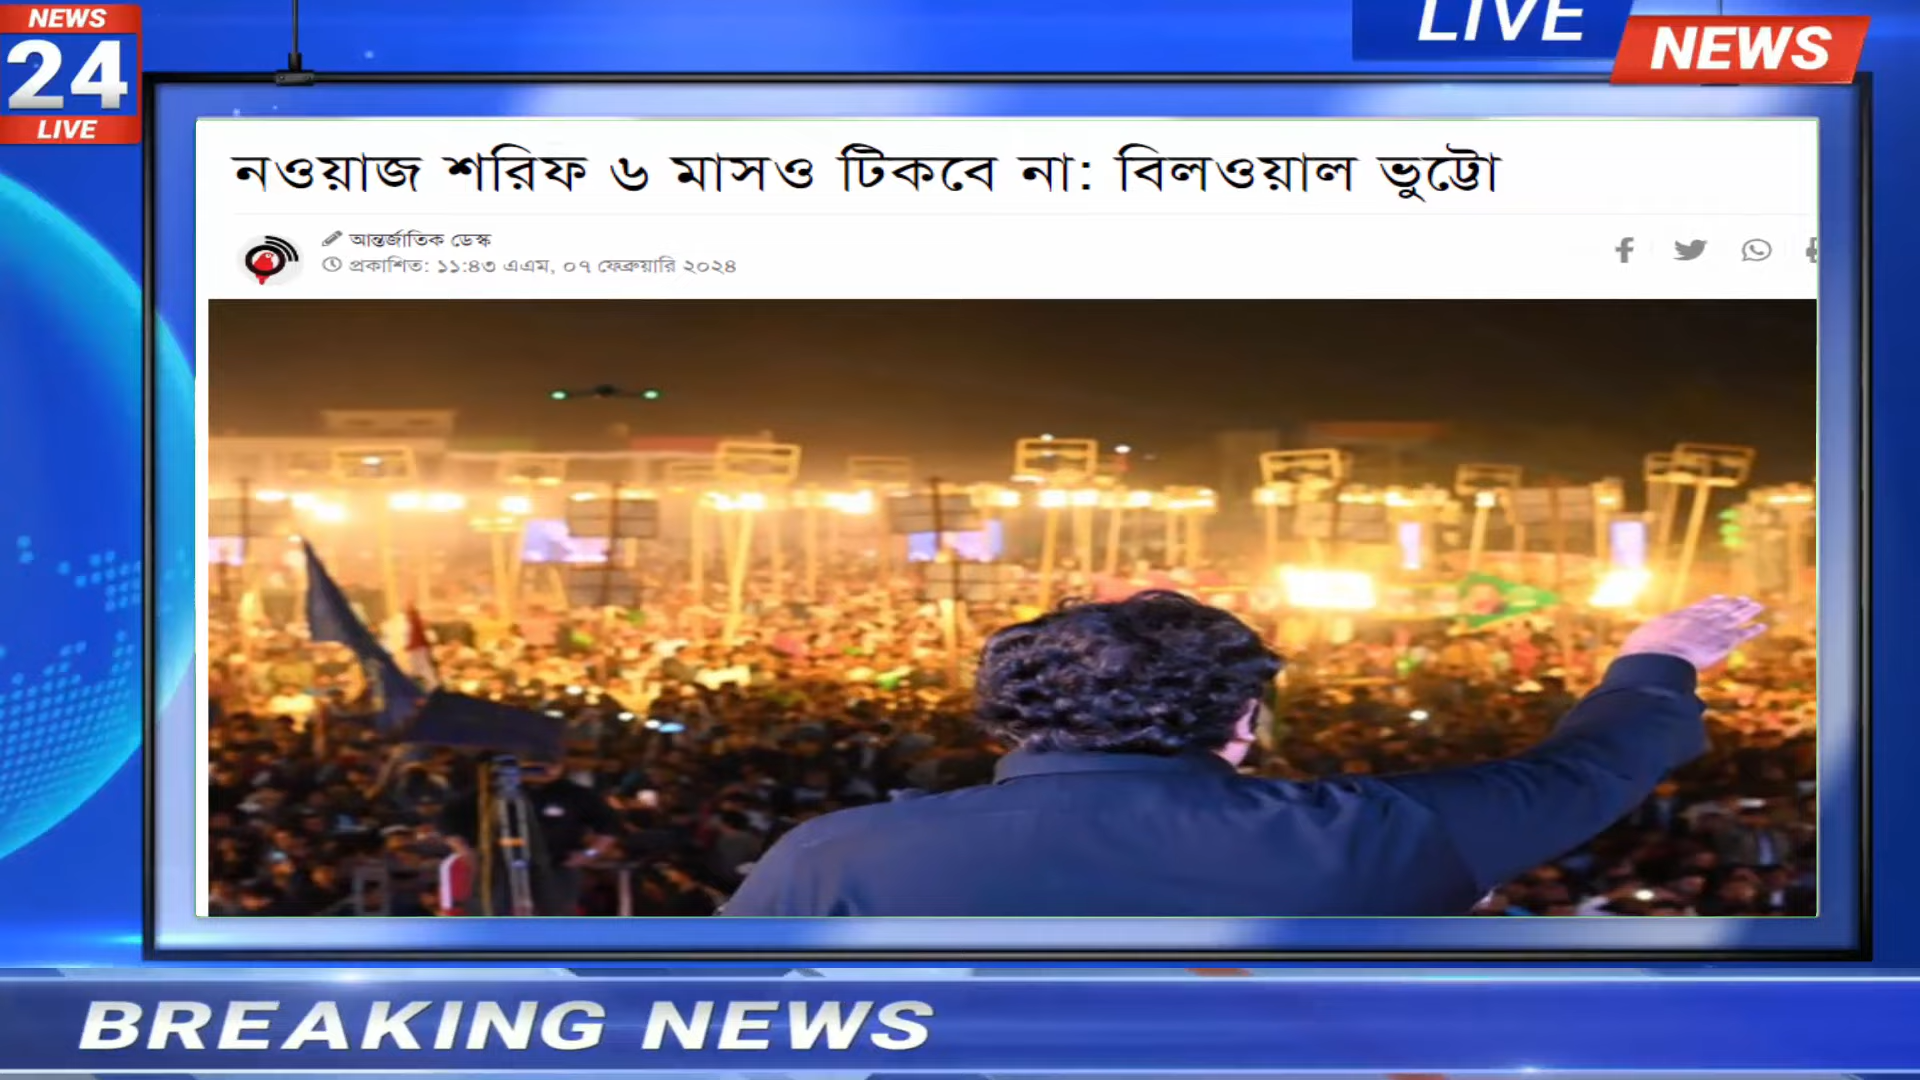 NEWS
24
LIVE
LIVE
NEWS
নওয়াজ শরিফ ৬ মাসও টিকবে না: বিলওয়াল ভুট্টো
আন্তর্জাতিক ডেস্ক
প্রকাশিত: ১১:৪৩ এএম, ০৭ ফেব্রুয়ারি ২০২৪
BREAKING NEWS